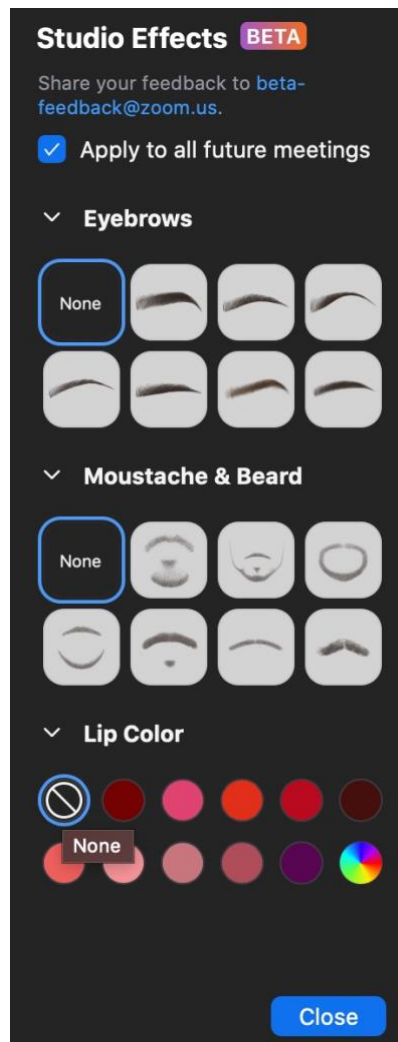 Studio Effects BETA
Share your feedback to beta-
feedback@zoom.us.
Apply to all future meetings
Eyebrows
None
Moustache & Beard
None
Lip Color
None
Close